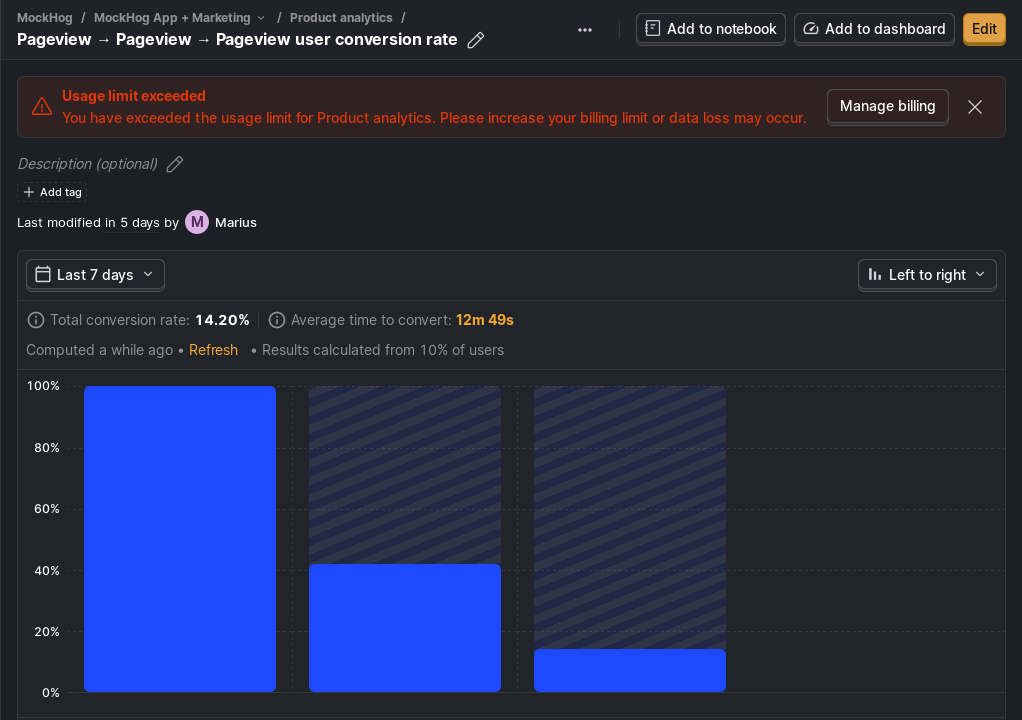 MockHog / MockHog App + Marketing / Product analytics /
Pageview → Pageview → Pageview user conversion rate
Add to notebook
Add to dashboard
Edit
Usage limit exceeded
You have exceeded the usage limit for Product analytics. Please increase your billing limit or data loss may occur.
Manage billing
Description (optional)
Add tag
Last modified in 5 days by M Marius
Last 7 days
Left to right
Total conversion rate: 14.20%
Average time to convert: 12m 49s
Computed a while ago • Refresh • Results calculated from 10% of users
100%
80%
60%
40%
20%
0%